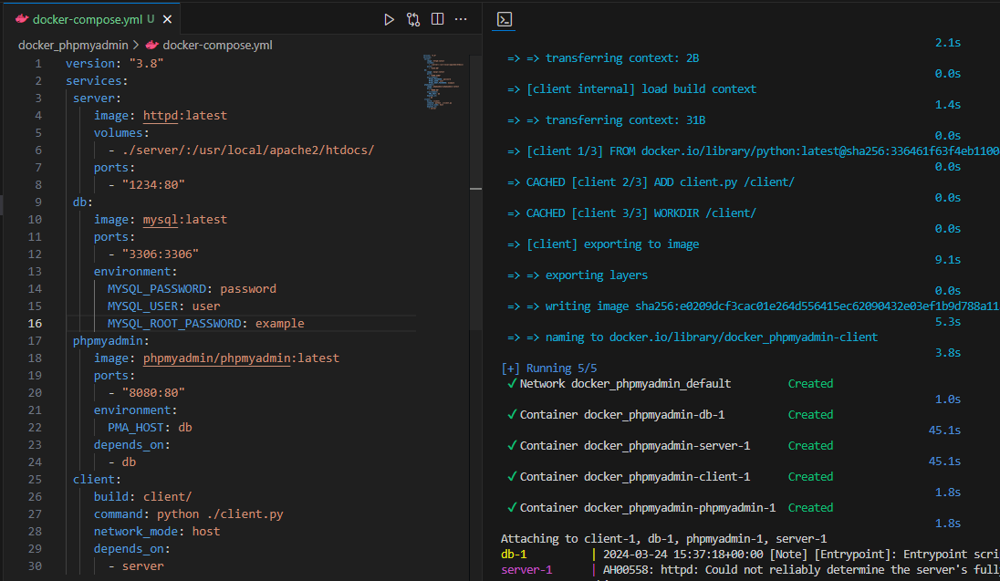 docker-compose.yml U
docker_phpmyadmin > docker-compose.yml
1 version: "3.8"
2 services:
3 server:
4 image: httpd:latest
5 volumes:
6 - ./server/:/usr/local/apache2/htdocs/
7 ports:
8 - "1234:80"
9 db:
10 image: mysql:latest
11 ports:
12 - "3306:3306"
13 environment:
14 MYSQL_PASSWORD: password
15 MYSQL_USER: user
16 MYSQL_ROOT_PASSWORD: example
17 phpmyadmin:
18 image: phpmyadmin/phpmyadmin:latest
19 ports:
20 - "8080:80"
21 environment:
22 PMA_HOST: db
23 depends_on:
24 - db
25 client:
26 build: client/
27 command: python ./client.py
28 network_mode: host
29 depends_on:
30 - server
2.1s
=> => transferring context: 2B
0.0s
=> [client internal] load build context
1.4s
=> => transferring context: 31B
0.0s
=> [client 1/3] FROM docker.io/library/python:latest@sha256:336461f63f4eb1100
0.0s
=> CACHED [client 2/3] ADD client.py /client/
0.0s
=> CACHED [client 3/3] WORKDIR /client/
0.0s
=> [client] exporting to image
9.1s
=> => exporting layers
0.0s
=> => writing image sha256:e0209dcf3cac01e264d556415ec62090432e03ef1b9d788a11
5.3s
=> => naming to docker.io/library/docker_phpmyadmin-client
3.8s
[+] Running 5/5
✓Network docker_phpmyadmin_default Created
1.0s
✓Container docker_phpmyadmin-db-1 Created
45.1s
✓Container docker_phpmyadmin-server-1 Created
45.1s
✓Container docker_phpmyadmin-client-1 Created
1.8s
✓Container docker_phpmyadmin-phpmyadmin-1 Created
1.8s
Attaching to client-1, db-1, phpmyadmin-1, server-1
db-1 | 2024-03-24 15:37:18+00:00 [Note] [Entrypoint]: Entrypoint scri
server-1 | AH00558: httpd: Could not reliably determine the server's full